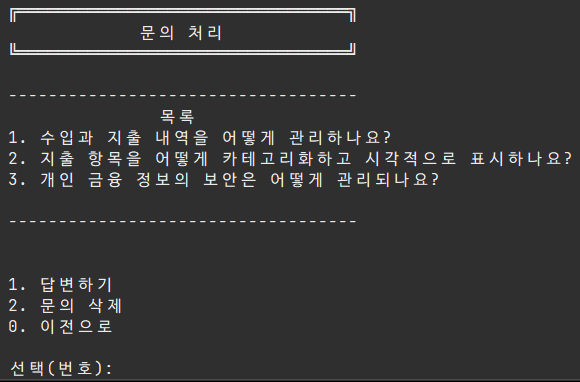 문의 처리
-----------------------------------
목록
1. 수입과 지출 내역을 어떻게 관리하나요?
2. 지출 항목을 어떻게 카테고리화하고 시각적으로 표시하나요?
3. 개인 금융 정보의 보안은 어떻게 관리되나요?
-----------------------------------
1. 답변하기
2. 문의 삭제
0. 이전으로
선택(번호):